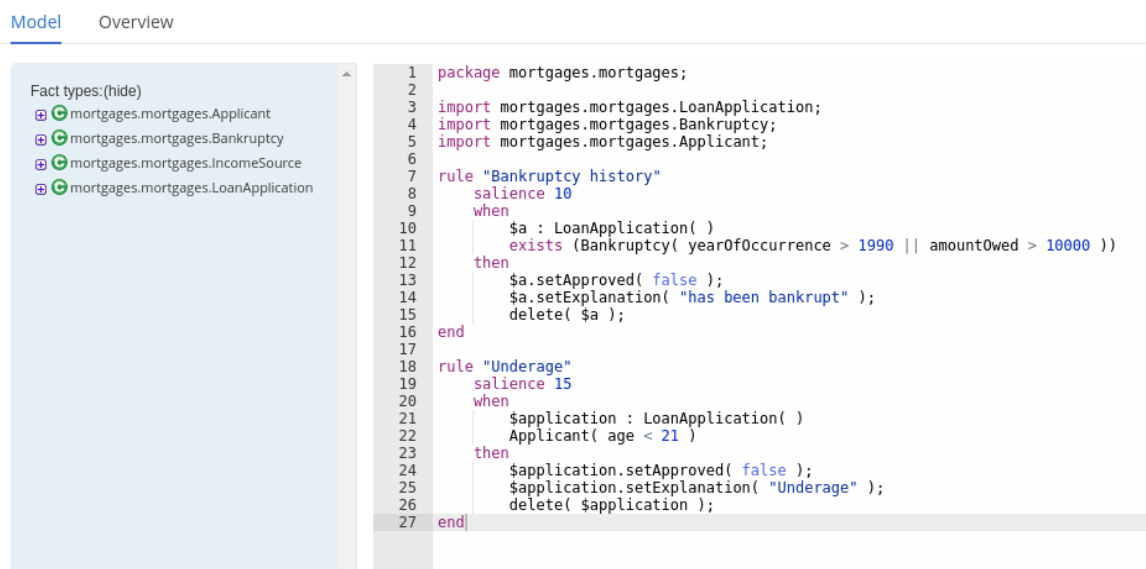 Model Overview
Fact types:(hide)
mortgages.mortgages.Applicant
mortgages.mortgages.Bankruptcy
mortgages.mortgages.IncomeSource
mortgages.mortgages.LoanApplication
1 package mortgages.mortgages;
2
3 import mortgages.mortgages.LoanApplication;
4 import mortgages.mortgages.Bankruptcy;
5 import mortgages.mortgages.Applicant;
6
7 rule "Bankruptcy history"
8     salience 10
9     when
10         $a : LoanApplication( )
11         exists (Bankruptcy( yearOfOccurrence > 1990 || amountOwed > 10000 ))
12     then
13         $a.setApproved( false );
14         $a.setExplanation( "has been bankrupt" );
15         delete( $a );
16 end
17
18 rule "Underage"
19     salience 15
20     when
21         $application : LoanApplication( )
22         Applicant( age < 21 )
23     then
24         $application.setApproved( false );
25         $application.setExplanation( "Underage" );
26         delete( $application );
27 end